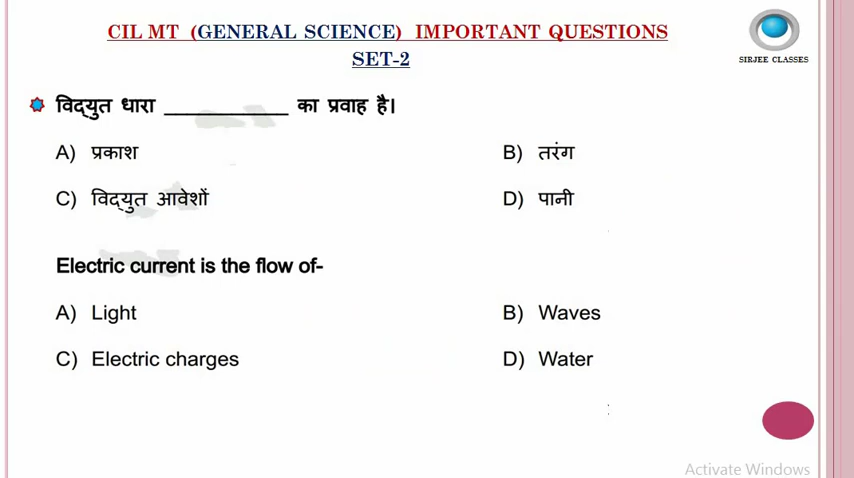 CIL MT (GENERAL SCIENCE) IMPORTANT QUESTIONS
SET-2
SIRJEE CLASSES
विद्युत धारा ___________ का प्रवाह है।
A) प्रकाश
B) तरंग
C) विद्युत आवेशों
D) पानी
Electric current is the flow of-
A) Light
B) Waves
C) Electric charges
D) Water
Activate Windows